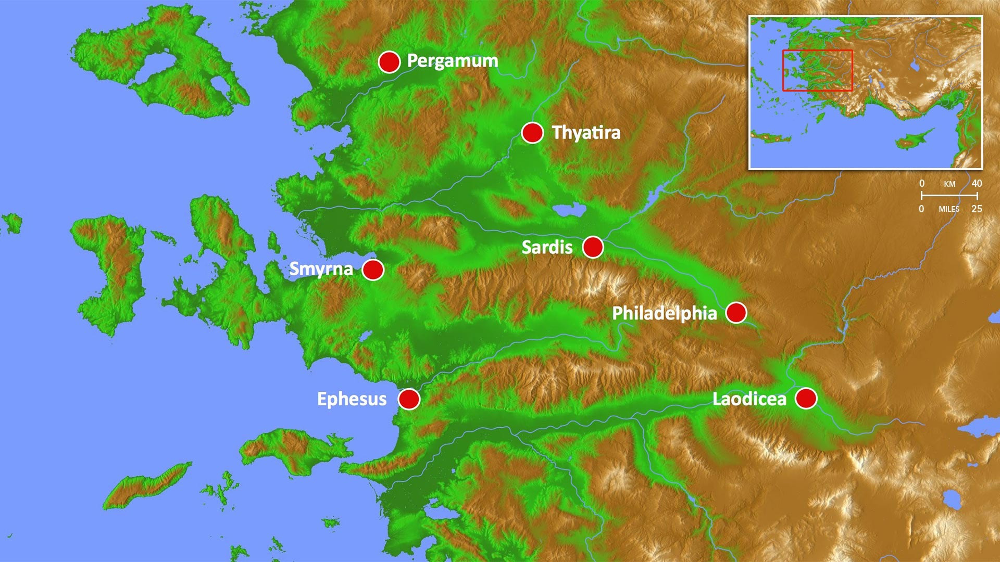 Pergamum
Thyatira
0 KM 40
0 MILES 25
Sardis
Smyrna
Philadelphia
Ephesus
Laodicea